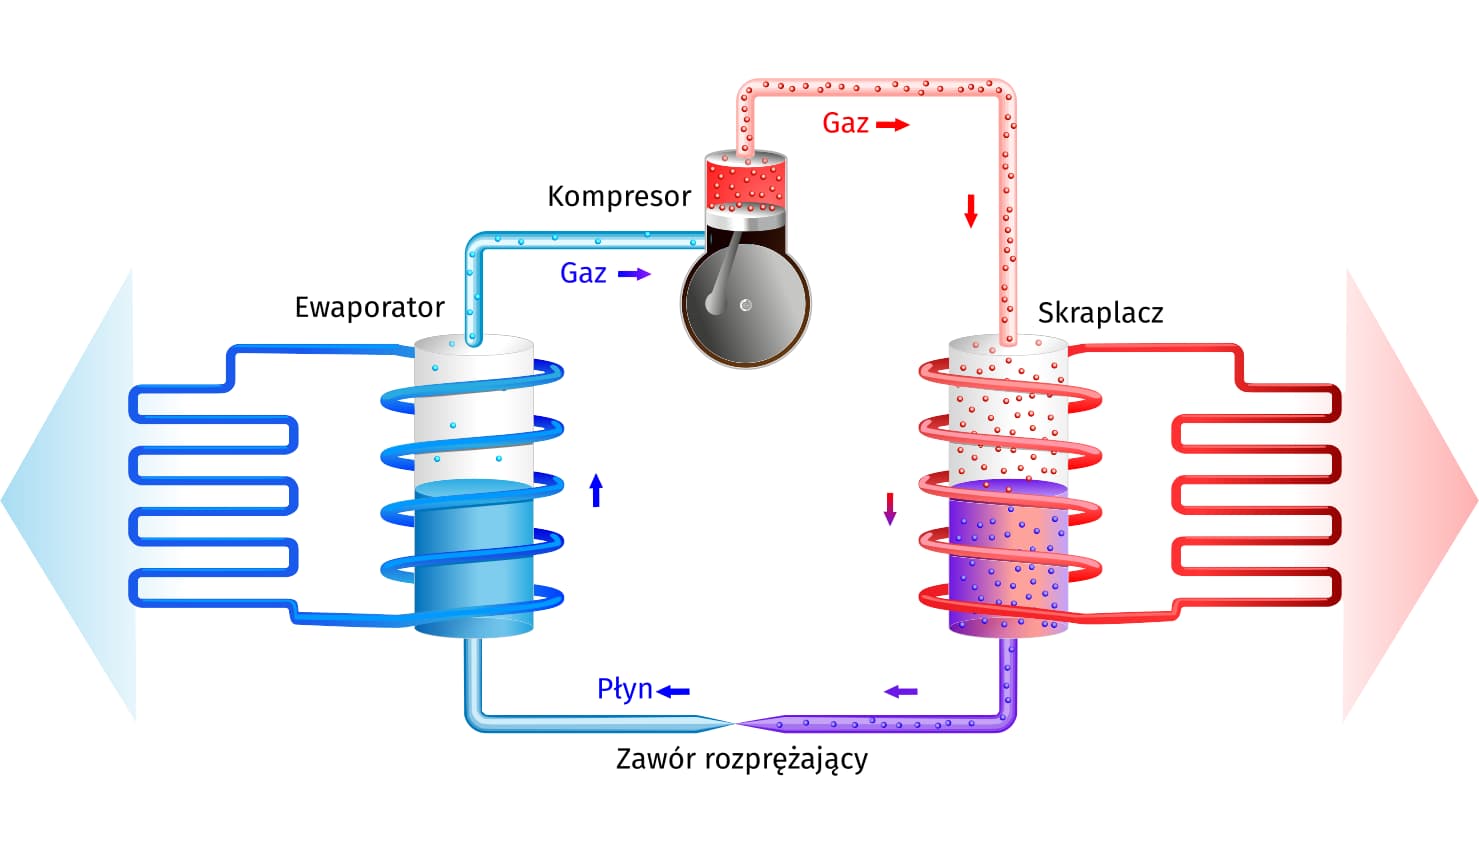 Gaz
Kompresor
Gaz
Ewaporator
Skraplacz
Płyn
Zawór rozprężający